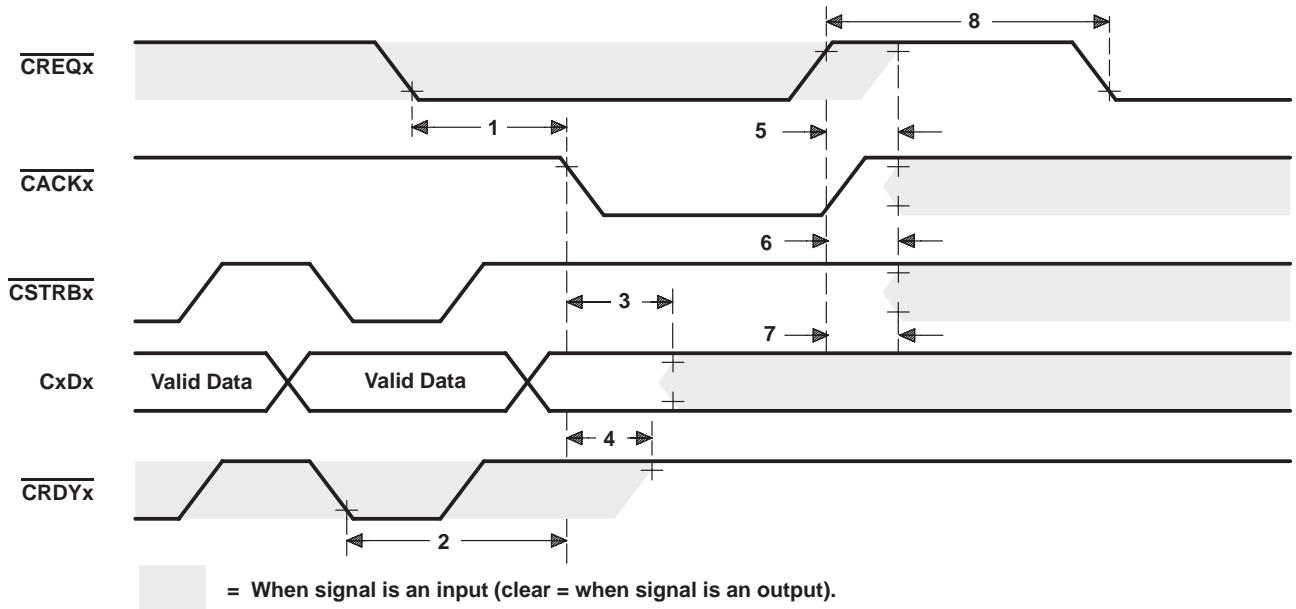 8
CREQx
1
5
CACKx
6
CSTRBx
3
7
CxDx
Valid Data
Valid Data
4
CRDYx
2
= When signal is an input (clear = when signal is an output).